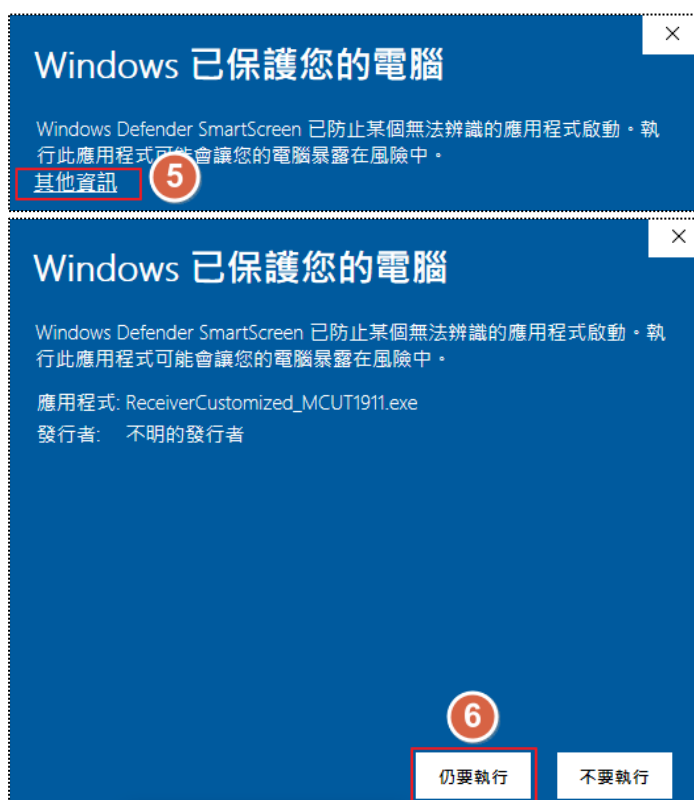 Windows 已保護您的電腦
Windows Defender SmartScreen 已防止某個無法辨識的應用程式啟動。執
行此應用程式可能會讓您的電腦暴露在風險中。
其他資訊
5
Windows 已保護您的電腦
Windows Defender SmartScreen 已防止某個無法辨識的應用程式啟動。執
行此應用程式可能會讓您的電腦暴露在風險中。
應用程式: ReceiverCustomized_MCUT1911.exe
發行者: 不明的發行者
6
仍要執行 不要執行